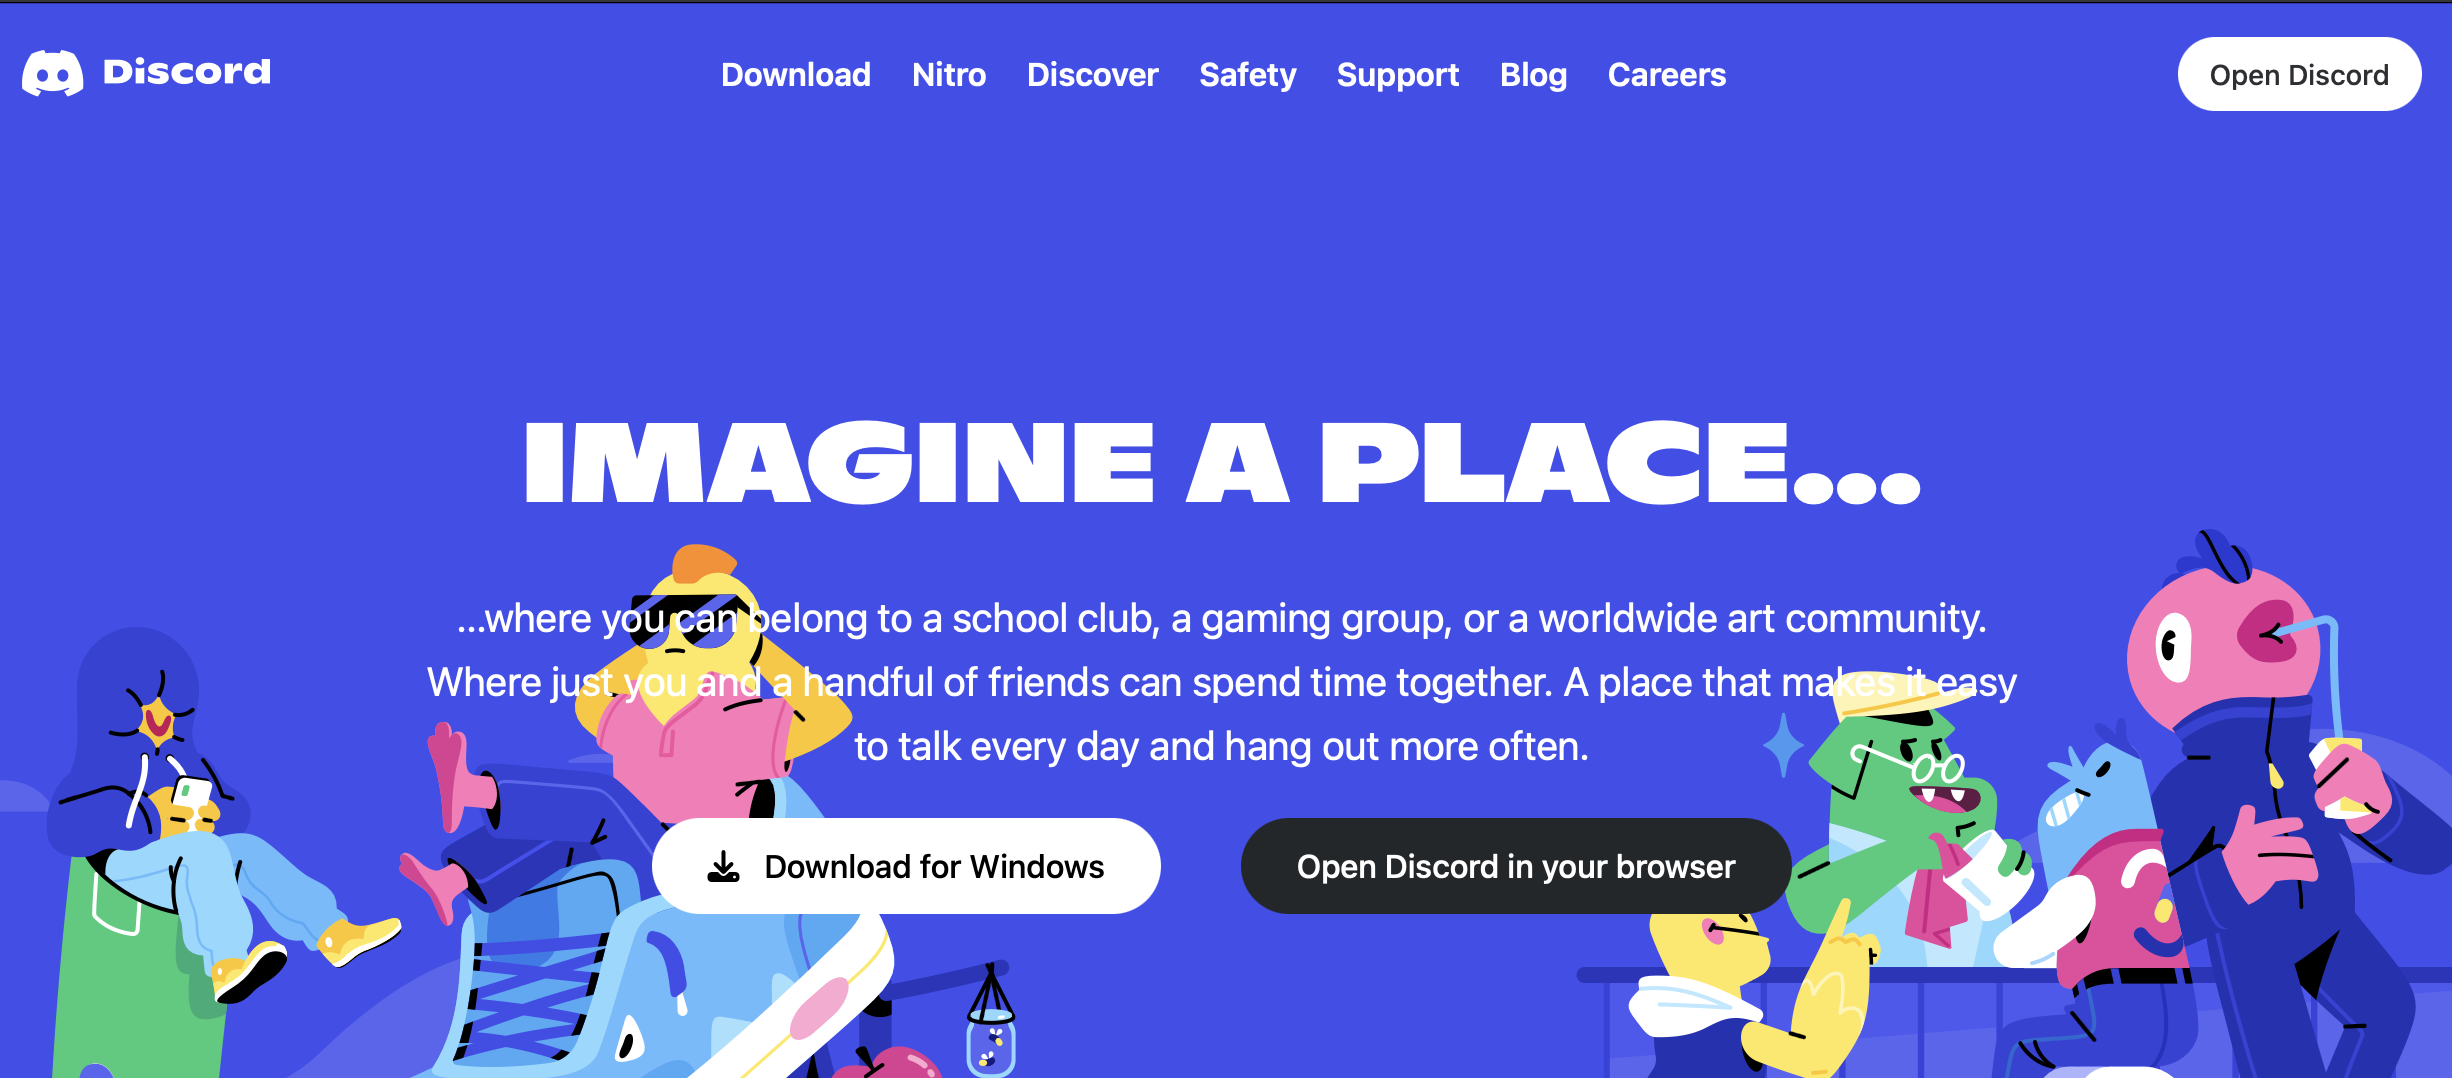 Discord
Download Nitro Discover Safety Support Blog Careers
Open Discord
IMAGINE A PLACE...
...where you can belong to a school club, a gaming group, or a worldwide art community.
Where just you and a handful of friends can spend time together. A place that makes it easy
to talk every day and hang out more often.
Download for Windows
Open Discord in your browser